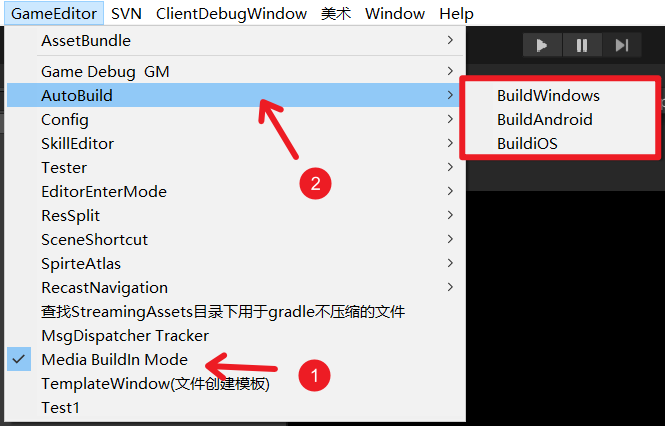 GameEditor SVN ClientDebugWindow 美术 Window Help
AssetBundle
Game Debug GM
AutoBuild
BuildWindows
Config
BuildAndroid
SkillEditor
BuildiOS
Tester
2
EditorEnterMode
ResSplit
SceneShortcut
SpirteAtlas
RecastNavigation
查找StreamingAssets目录下用于gradle不压缩的文件
MsgDispatcher Tracker
Media BuildIn Mode
1
TemplateWindow(文件创建模板)
Test1